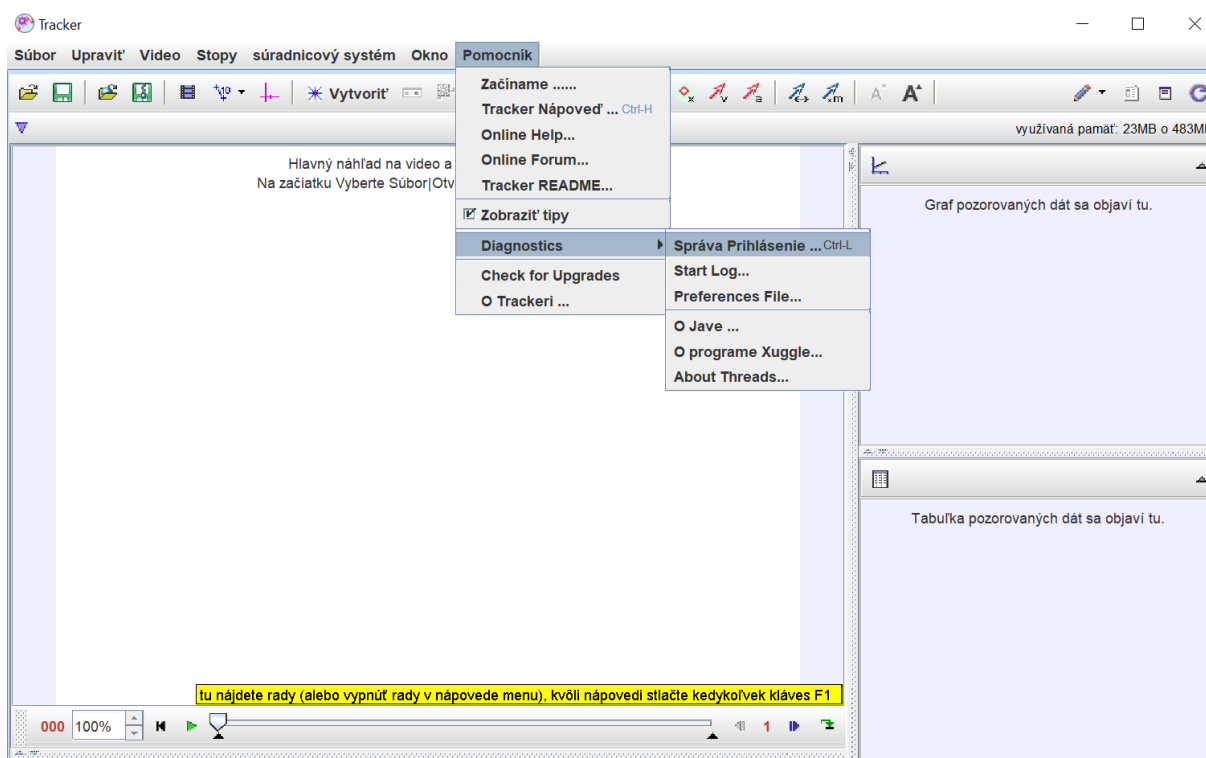 Tracker
Súbor Upraviť Video Stopy súradnicový systém Okno Pomocník
Vytvoriť
Začíname ......
Tracker Nápoveď ... Ctrl-H
Online Help...
Online Forum...
Tracker README...
Zobraziť tipy
Diagnostics
Check for Upgrades
O Trackeri ...
Správa Prihlásenie ... Ctrl-L
Start Log...
Preferences File...
O Jave ...
O programe Xuggle...
About Threads...
využívaná pamäť: 23MB o 483M
Hlavný náhľad na video a
Na začiatku Vyberte Súbor|Otv
Graf pozorovaných dát sa objaví tu.
Tabuľka pozorovaných dát sa objaví tu.
tu nájdete rady (alebo vypnúť rady v nápovede menu), kvôli nápovedi stlačte kedykoľvek kláves F1
000 100% 1